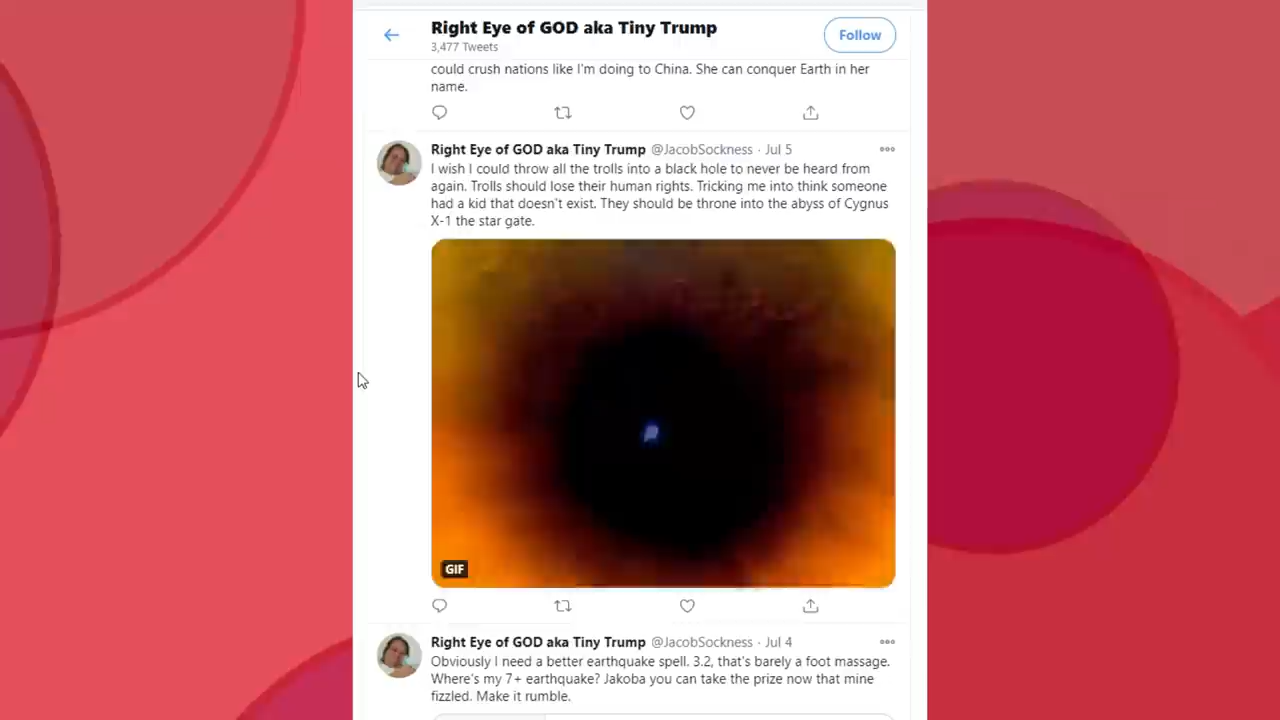 Right Eye of GOD aka Tiny Trump
3,477 Tweets
Follow
could crush nations like I'm doing to China. She can conquer Earth in her
name.
Right Eye of GOD aka Tiny Trump @JacobSockness · Jul 5
I wish I could throw all the trolls into a black hole to never be heard from
again. Trolls should lose their human rights. Tricking me into think someone
had a kid that doesn't exist. They should be throne into the abyss of Cygnus
X-1 the star gate.
GIF
Right Eye of GOD aka Tiny Trump @JacobSockness · Jul 4
Obviously I need a better earthquake spell. 3.2, that's barely a foot massage.
Where's my 7+ earthquake? Jakoba you can take the prize now that mine
fizzled. Make it rumble.